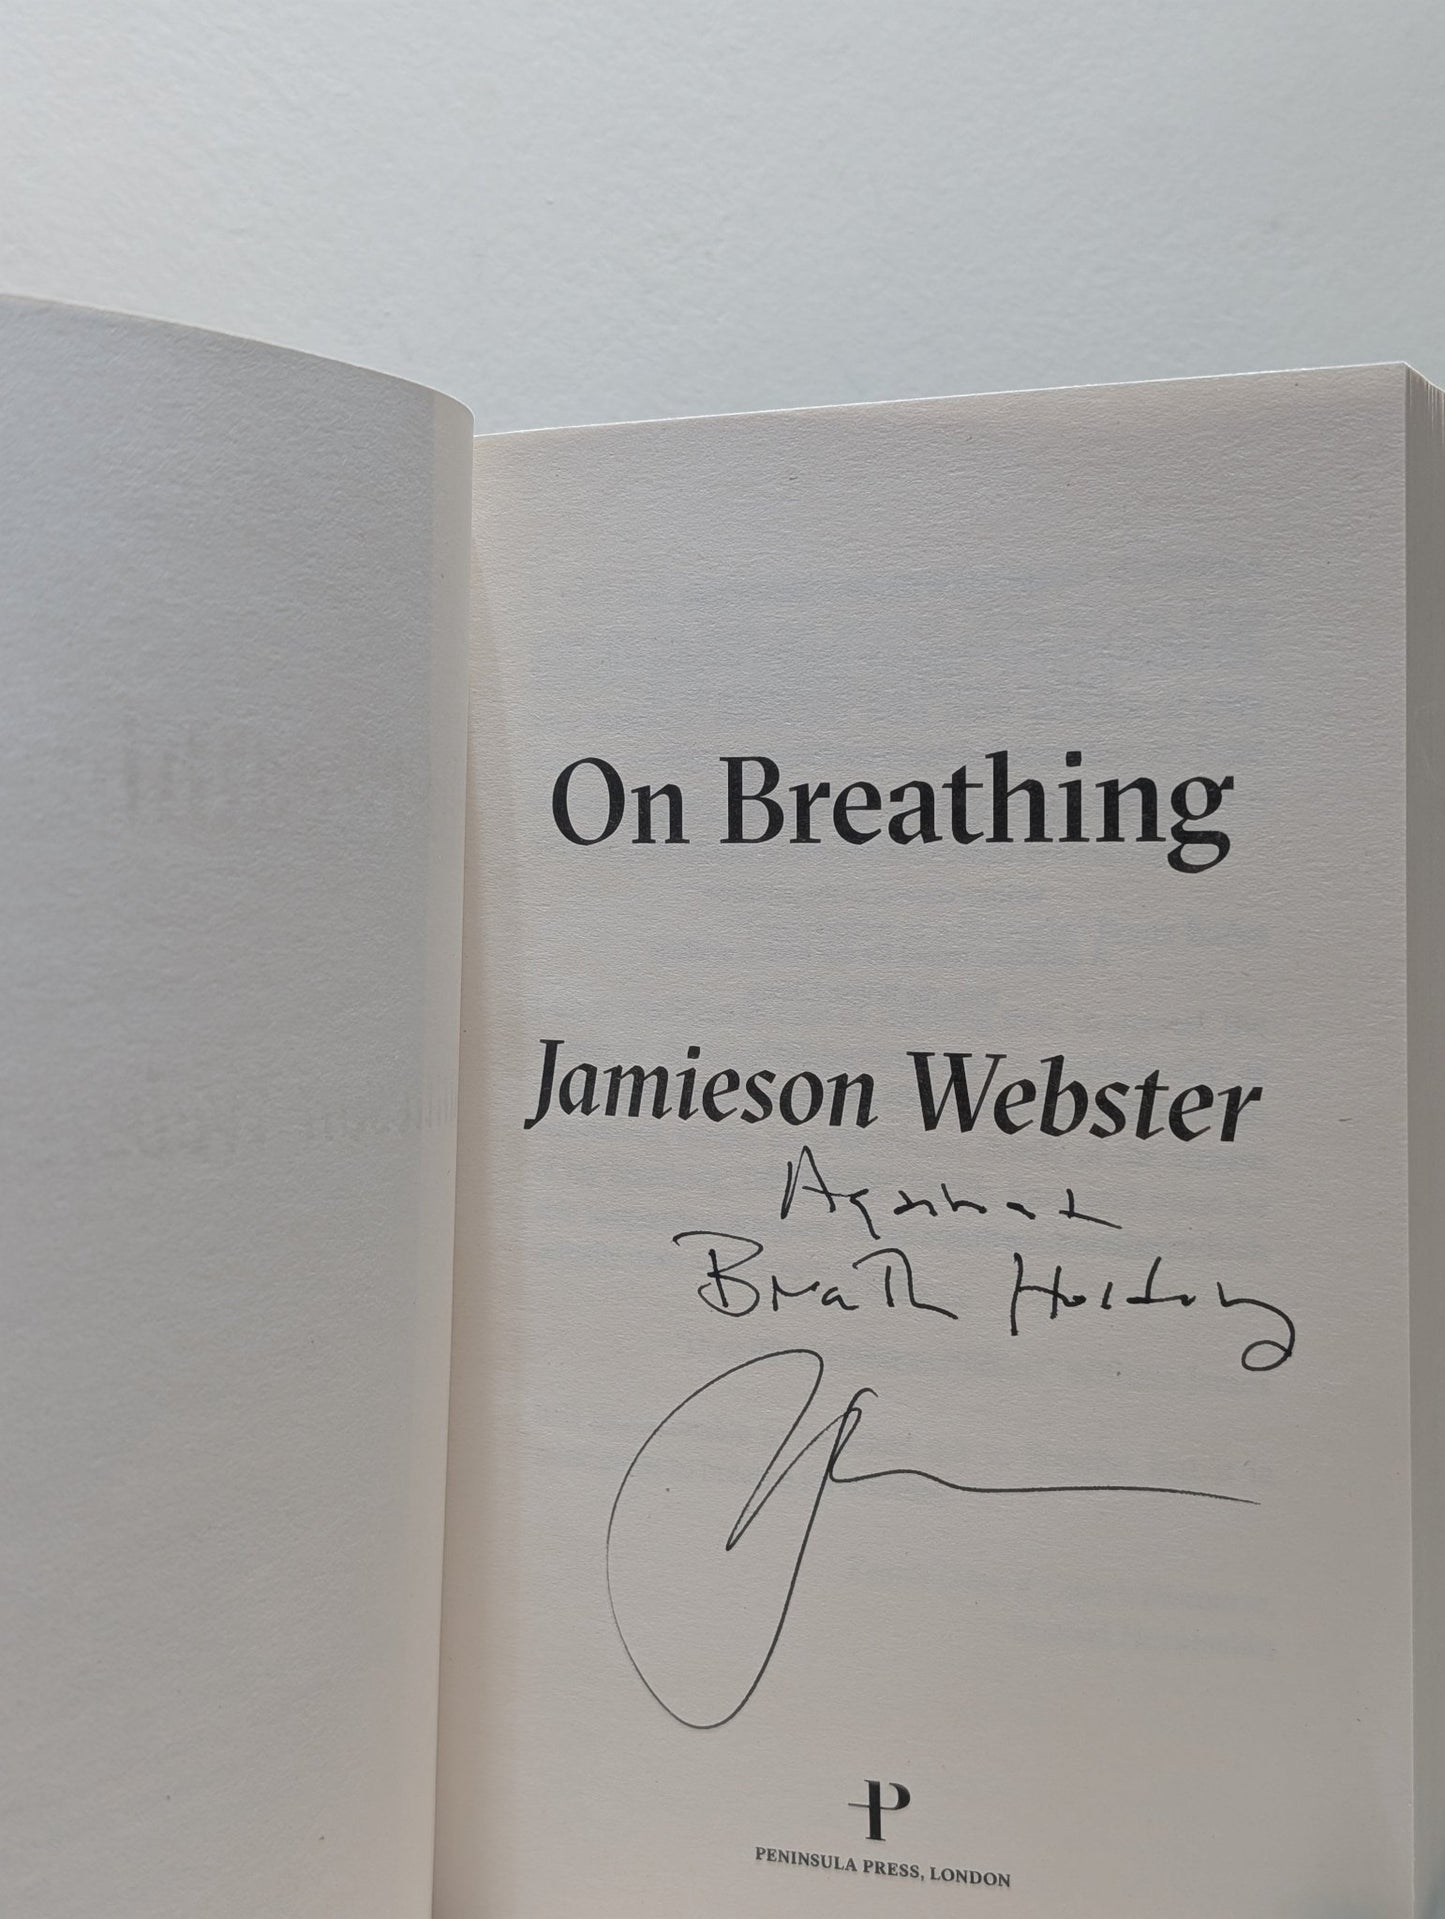 On Breathing
Jamieson Webster
Against
Breath Holding
P
PENINSULA PRESS, LONDON